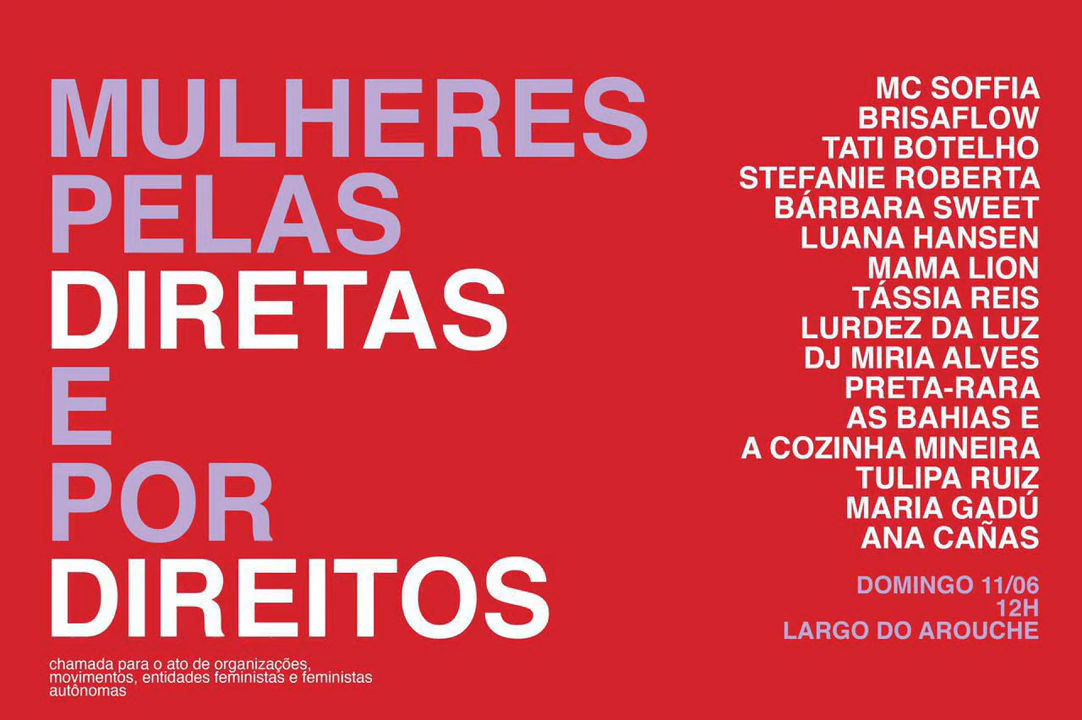 MULHERES
PELAS
DIRETAS
E
POR
DIREITOS
chamada para o ato de organizações,
movimentos, entidades feministas e feministas
autônomas
MC SOFFIA
BRISAFLOW
TATI BOTELHO
STEFANIE ROBERTA
BÁRBARA SWEET
LUANA HANSEN
MAMA LION
TÁSSIA REIS
LURDEZ DA LUZ
DJ MIRIA ALVES
PRETA-RARA
AS BAHIAS E
A COZINHA MINEIRA
TULIPA RUIZ
MARIA GADÚ
ANA CAÑAS
DOMINGO 11/06
12H
LARGO DO AROUCHE